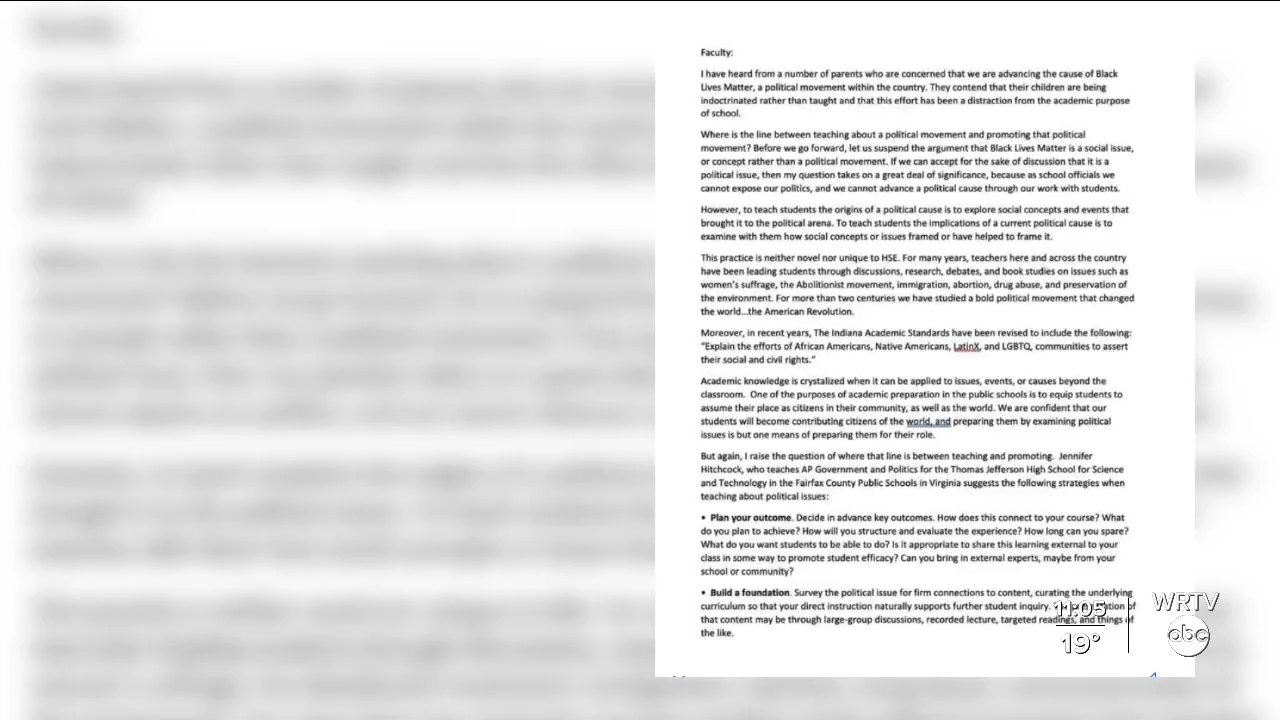 Faculty:
I have heard from a number of parents who are concerned that we are advancing the cause of Black
Lives Matter, a political movement within the country. They contend that their children are being
indoctrinated rather than taught and that this effort has been a distraction from the academic purpose
of school.
Where is the line between teaching about a political movement and promoting that political
movement? Before we go forward, let us suspend the argument that Black Lives Matter is a social issue,
or concept rather than a political movement. If we can accept for the sake of discussion that it is a
political issue, then my question takes on a great deal of significance, because as school officials we
cannot expose our politics, and we cannot advance a political cause through our work with students.
However, to teach students the origins of a political cause is to explore social concepts and events that
brought it to the political arena. To teach students the implications of a current political cause is to
examine with them how social concepts or issues framed or have helped to frame it.
This practice is neither novel nor unique to HSE. For many years, teachers here and across the country
have been leading students through discussions, research, debates, and book studies on issues such as
women's suffrage, the Abolitionist movement, immigration, abortion, drug abuse, and preservation of
the environment. For more than two centuries we have studied a bold political movement that changed
the world...the American Revolution.
Moreover, in recent years, The Indiana Academic Standards have been revised to include the following:
"Explain the efforts of African Americans, Native Americans, LatinX, and LGBTQ, communities to assert
their social and civil rights."
Academic knowledge is crystalized when it can be applied to issues, events, or causes beyond the
classroom. One of the purposes of academic preparation in the public schools is to equip students to
assume their place as citizens in their community, as well as the world. We are confident that our
students will become contributing citizens of the world, and preparing them by examining political
issues is but one means of preparing them for their role.
But again, I raise the question of where that line is between teaching and promoting. Jennifer
Hitchcock, who teaches AP Government and Politics for the Thomas Jefferson High School for Science
and Technology in the Fairfax County Public Schools in Virginia suggests the following strategies when
teaching about political issues:
• Plan your outcome. Decide in advance key outcomes. How does this connect to your course? What
do you plan to achieve? How will you structure and evaluate the experience? How long can you spare?
What do you want students to be able to do? Is it appropriate to share this learning external to your
class in some way to promote student efficacy? Can you bring in external experts, maybe from your
school or community?
• Build a foundation. Survey the political issue for firm connections to content, curating the underlying
curriculum so that your direct instruction naturally supports further student inquiry. of
that content may be through large-group discussions, recorded lecture, targeted readings, and things of
the like.
11:05
19°
WRTV
abc